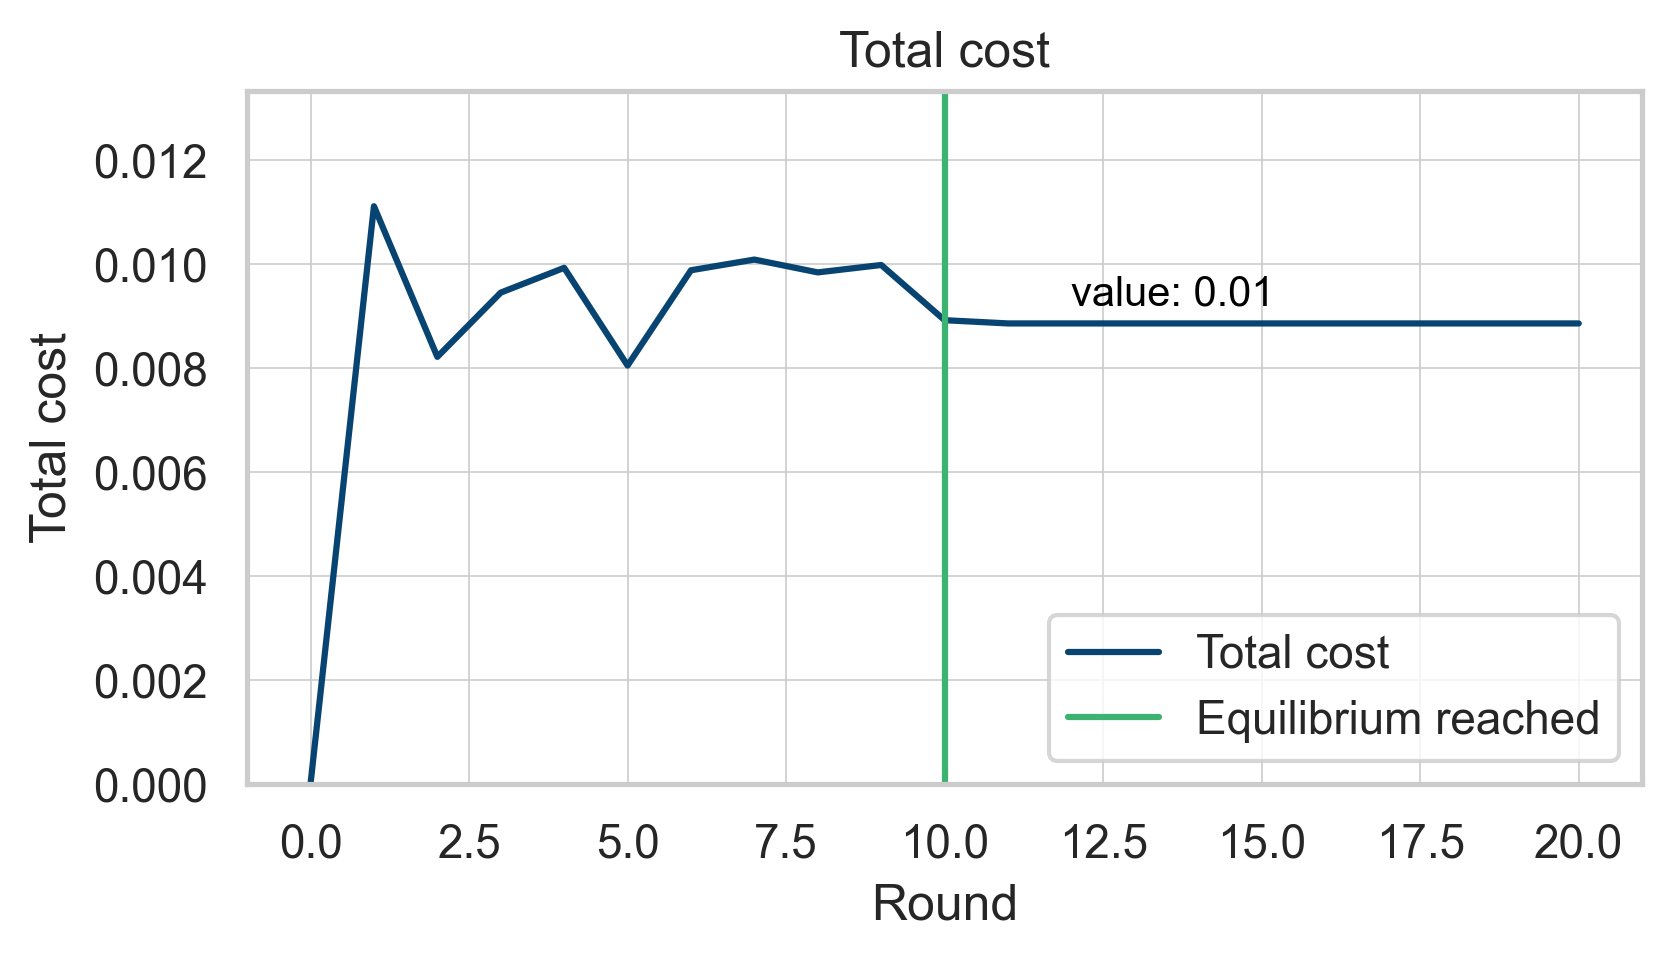 Total cost
Total cost
0.012
0.010
0.008
0.006
0.004
0.002
0.000
value: 0.01
Total cost
Equilibrium reached
0.0 2.5 5.0 7.5 10.0 12.5 15.0 17.5 20.0
Round